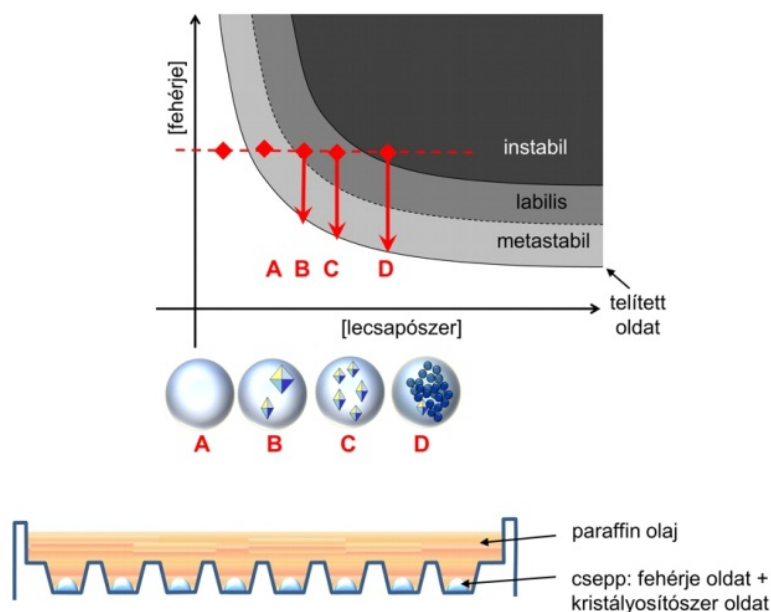 [fehérje]
instabil
labilis
metastabil
A B C D
telített
oldat
[lecsapószer]
A B C D
paraffin olaj
csepp: fehérje oldat +
kristályosítószer oldat